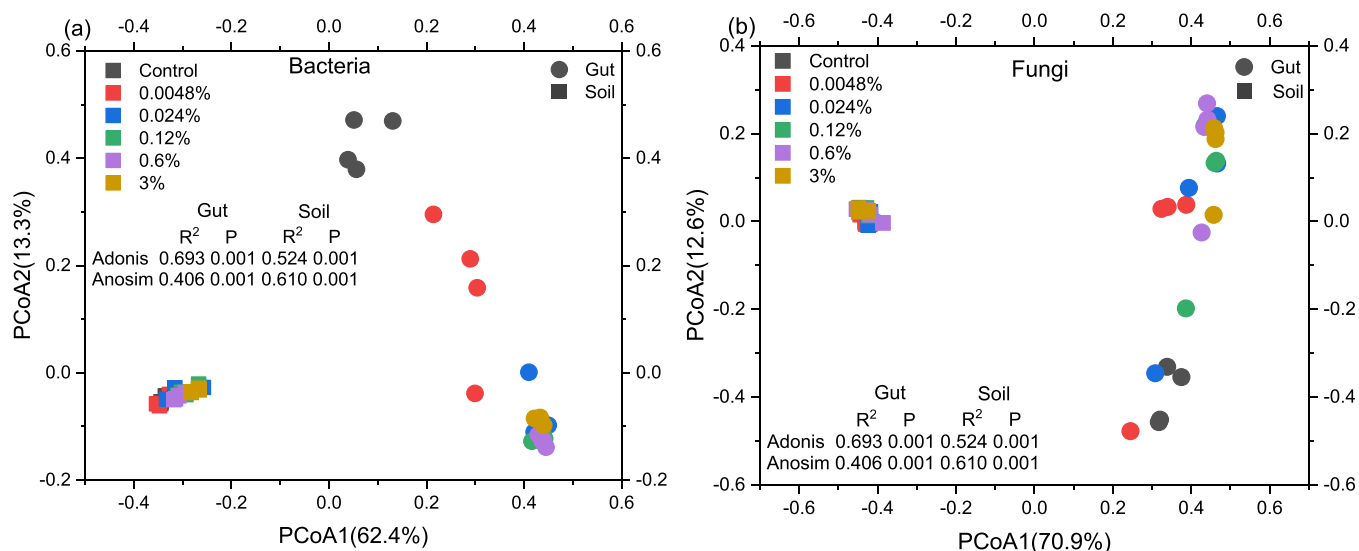 (a)
-0.4 -0.2 0.0 0.2 0.4 0.6
Bacteria
Control
0.0048%
0.024%
0.12%
0.6%
3%
Gut
Soil
Gut Soil
R² P R² P
Adonis 0.693 0.001 0.524 0.001
Anosim 0.406 0.001 0.610 0.001
0.6
0.4
0.2
0.0
-0.2
0.6
0.4
0.2
0.0
-0.2
PCoA2(13.3%)
-0.4 -0.2 0.0 0.2 0.4 0.6
PCoA1(62.4%)
(b)
-0.6 -0.4 -0.2 0.0 0.2 0.4 0.6
Fungi
Control
0.0048%
0.024%
0.12%
0.6%
3%
Gut
Soil
Gut Soil
R² P R² P
Adonis 0.693 0.001 0.524 0.001
Anosim 0.406 0.001 0.610 0.001
0.4
0.2
0.0
-0.2
-0.4
-0.6
0.4
0.2
0.0
-0.2
-0.4
-0.6
PCoA2(12.6%)
-0.6 -0.4 -0.2 0.0 0.2 0.4 0.6
PCoA1(70.9%)